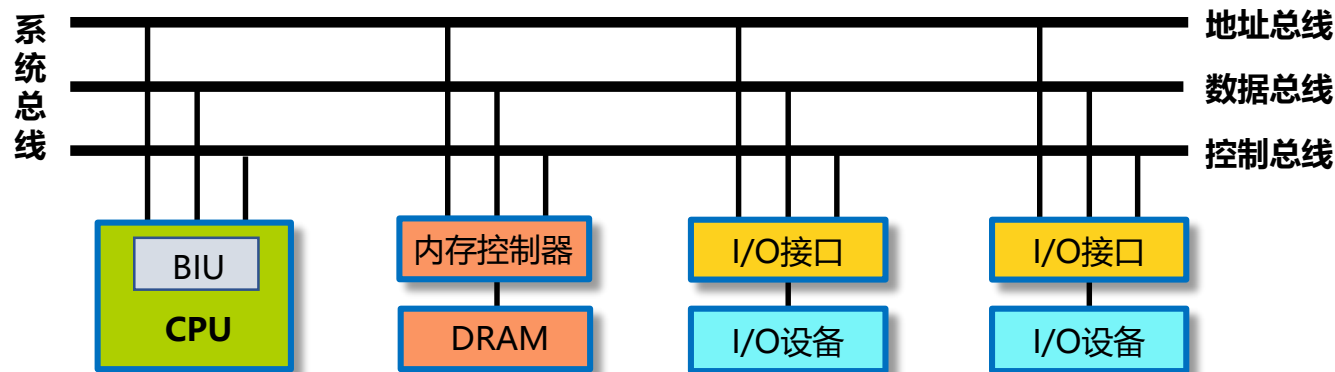 系统总线
地址总线
数据总线
控制总线
BIU
CPU
内存控制器
DRAM
I/O接口
I/O设备
I/O接口
I/O设备